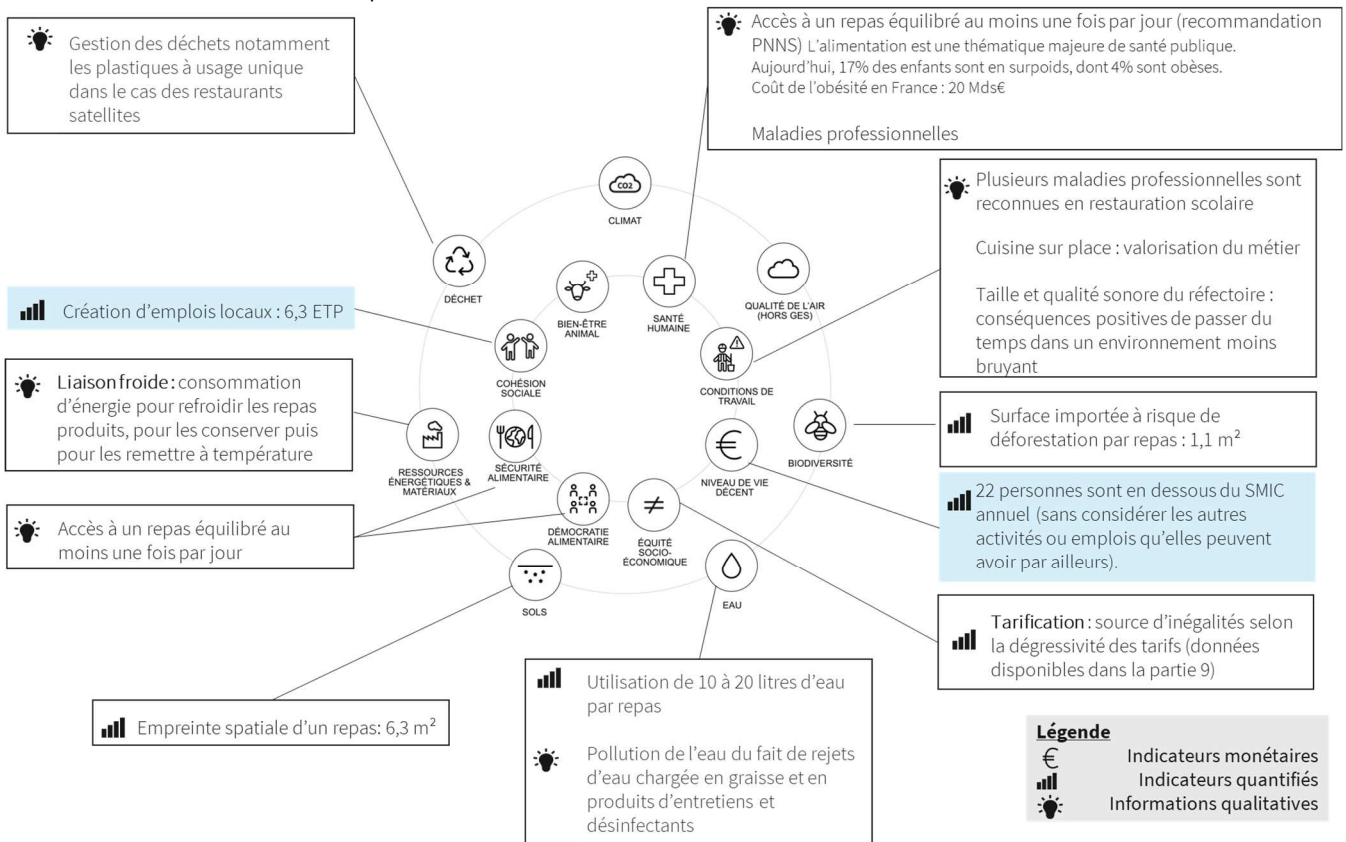 Gestion des déchets notamment
les plastiques à usage unique
dans le cas des restaurants
satellites
Accès à un repas équilibré au moins une fois par jour (recommandation
PNNS) L'alimentation est une thématique majeure de santé publique.
Aujourd'hui, 17% des enfants sont en surpoids, dont 4% sont obèses.
Coût de l'obésité en France : 20 Mds€
Maladies professionnelles
Plusieurs maladies professionnelles sont
reconnues en restauration scolaire
Cuisine sur place : valorisation du métier
Taille et qualité sonore du réfectoire :
conséquences positives de passer du
temps dans un environnement moins
bruyant
CO2
CLIMAT
DÉCHET
BIEN-ÊTRE
ANIMAL
SANTÉ
HUMAINE
QUALITÉ DE L'AIR
(HORS GES)
Création d'emplois locaux : 6,3 ETP
COHÉSION
SOCIALE
CONDITIONS DE
TRAVAIL
Liaison froide : consommation
d'énergie pour refroidir les repas
produits, pour les conserver puis
pour les remettre à température
RESSOURCES
ÉNERGÉTIQUES &
MATÉRIAUX
SÉCURITÉ
ALIMENTAIRE
€
NIVEAU DE VIE
DÉCENT
BIODIVERSITÉ
Surface importée à risque de
déforestation par repas : 1,1 m²
22 personnes sont en dessous du SMIC
annuel (sans considérer les autres
activités ou emplois qu'elles peuvent
avoir par ailleurs).
Accès à un repas équilibré au
moins une fois par jour
DÉMOCRATIE
ALIMENTAIRE
≠
ÉQUITÉ
SOCIO-
ÉCONOMIQUE
SOLS
EAU
Tarification : source d'inégalités selon
la dégressivité des tarifs (données
disponibles dans la partie 9)
Empreinte spatiale d'un repas: 6,3 m²
Utilisation de 10 à 20 litres d'eau
par repas
Pollution de l'eau du fait de rejets
d'eau chargée en graisse et en
produits d'entretiens et
désinfectants
Légende
€ Indicateurs monétaires
Indicateurs quantifiés
Informations qualitatives